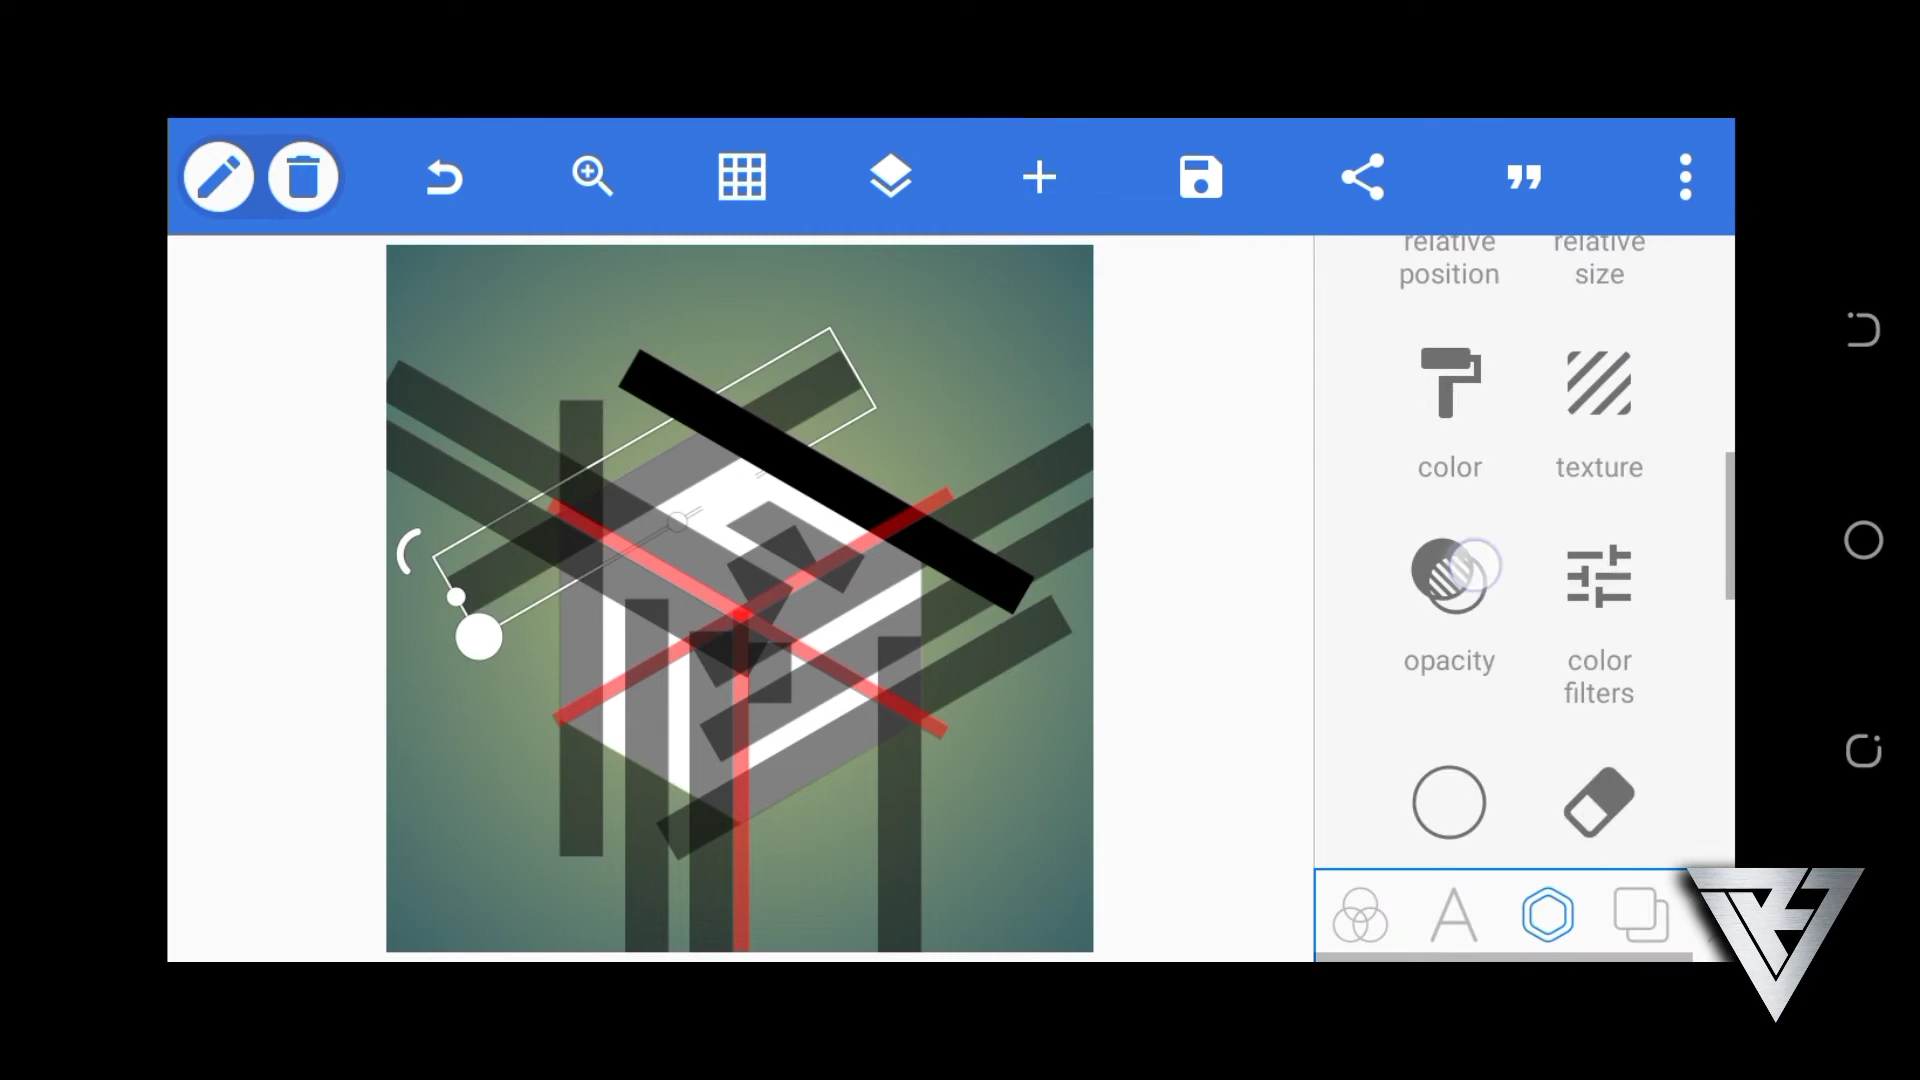 relative relative
position size
color texture
opacity color
filters